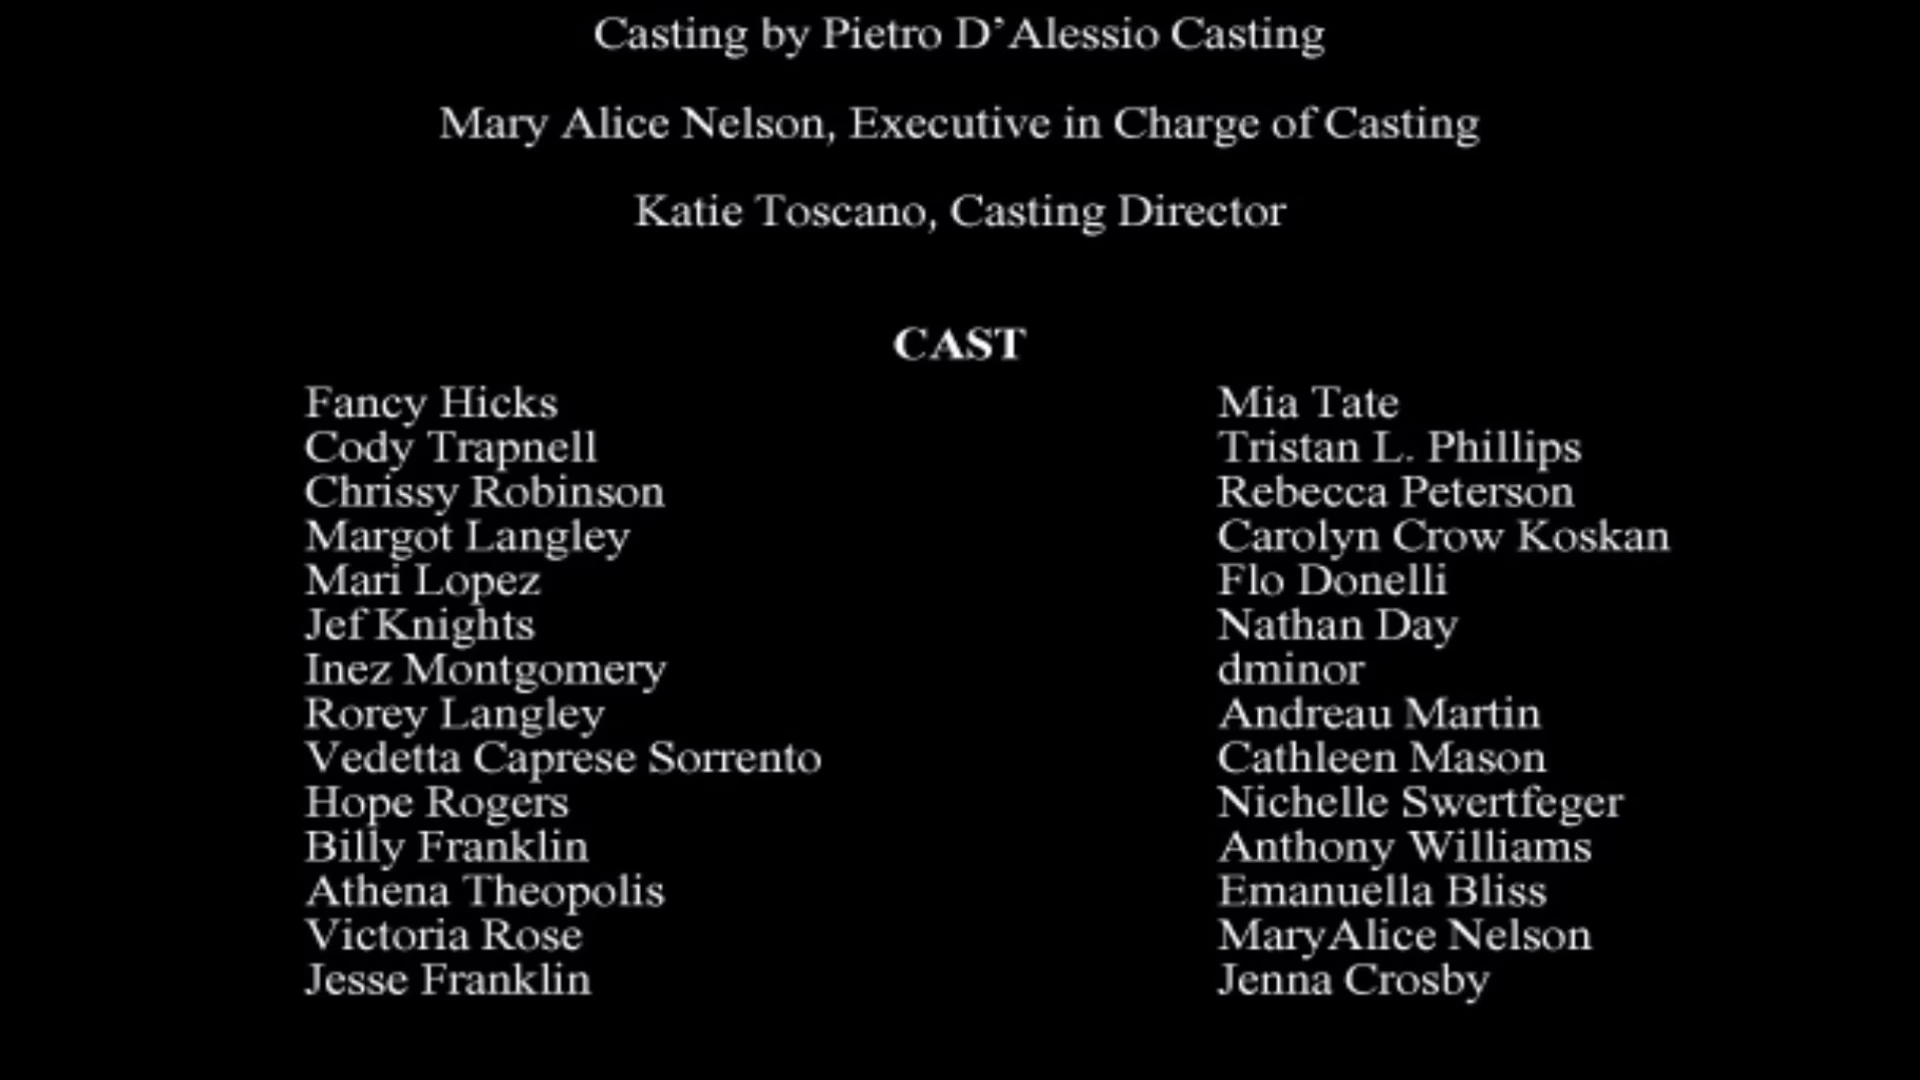 Casting by Pietro D’Alessio Casting
Mary Alice Nelson, Executive in Charge of Casting
Katie Toscano, Casting Director
CAST
Fancy Hicks Mia Tate
Cody Trapnell Tristan L. Phillips
Chrissy Robinson Rebecca Peterson
Margot Langley Carolyn Crow Koskan
Mari Lopez Flo Donelli
Jef Knights Nathan Day
Inez Montgomery dminor
Rorey Langley Andreau Martin
Vedetta Caprese Sorrento Cathleen Mason
Hope Rogers Nichelle Swertfeger
Billy Franklin Anthony Williams
Athena Theopolis Emanuella Bliss
Victoria Rose MaryAlice Nelson
Jesse Franklin Jenna Crosby